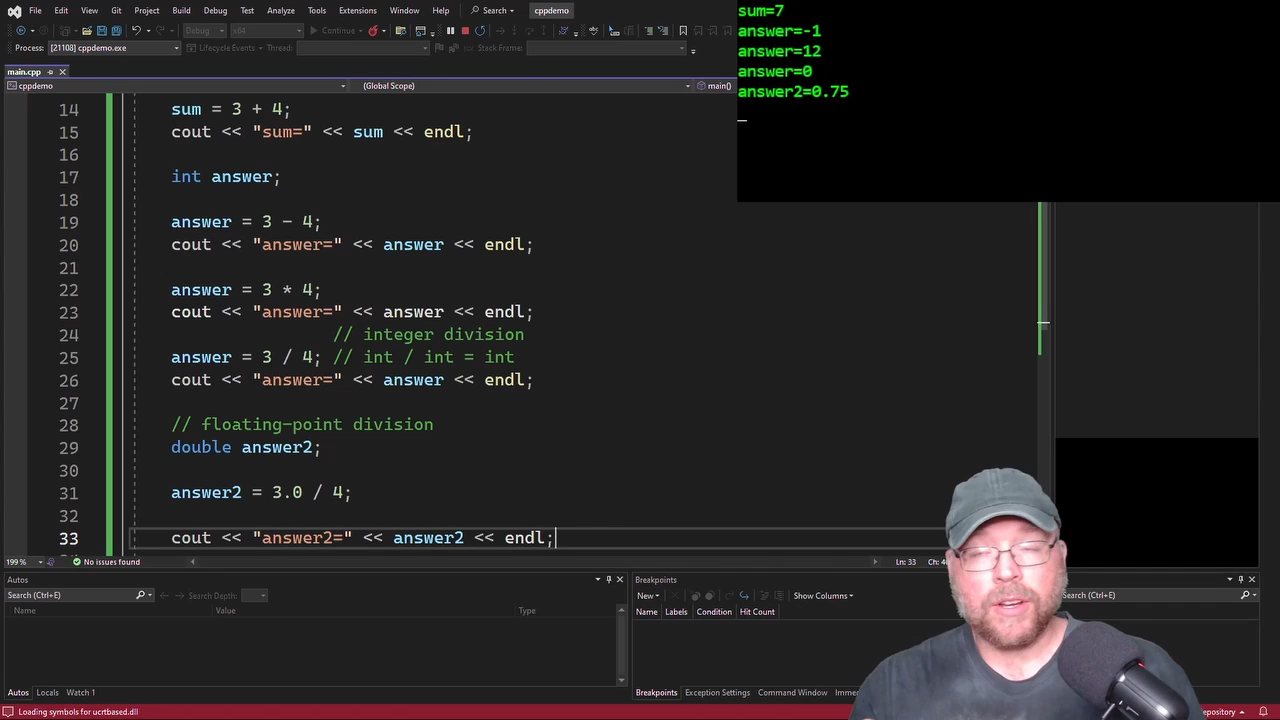 File Edit View Git Project Build Debug Test Analyze Tools Extensions Window Help Search cppdemo
Debug x64 Continue
Process: [21108] cppdemo.exe Lifecycle Events Thread: Stack Frame:
main.cpp
cppdemo (Global Scope) main()
sum=7
answer=-1
answer=12
answer=0
answer2=0.75
14 sum = 3 + 4;
15 cout << "sum=" << sum << endl;
16
17 int answer;
18
19 answer = 3 - 4;
20 cout << "answer=" << answer << endl;
21
22 answer = 3 * 4;
23 cout << "answer=" << answer << endl;
24 // integer division
25 answer = 3 / 4; // int / int = int
26 cout << "answer=" << answer << endl;
27
28 // floating-point division
29 double answer2;
30
31 answer2 = 3.0 / 4;
32
33 cout << "answer2=" << answer2 << endl;
199 % No issues found Ln: 33
Autos
Search (Ctrl+E) Search Depth:
Name Value Type
Autos Locals Watch 1
Breakpoints
New Show Columns Search (Ctrl+E)
Name Labels Condition Hit Count
Breakpoints Exception Settings Command Window
Loading symbols for ucrtbased.dll